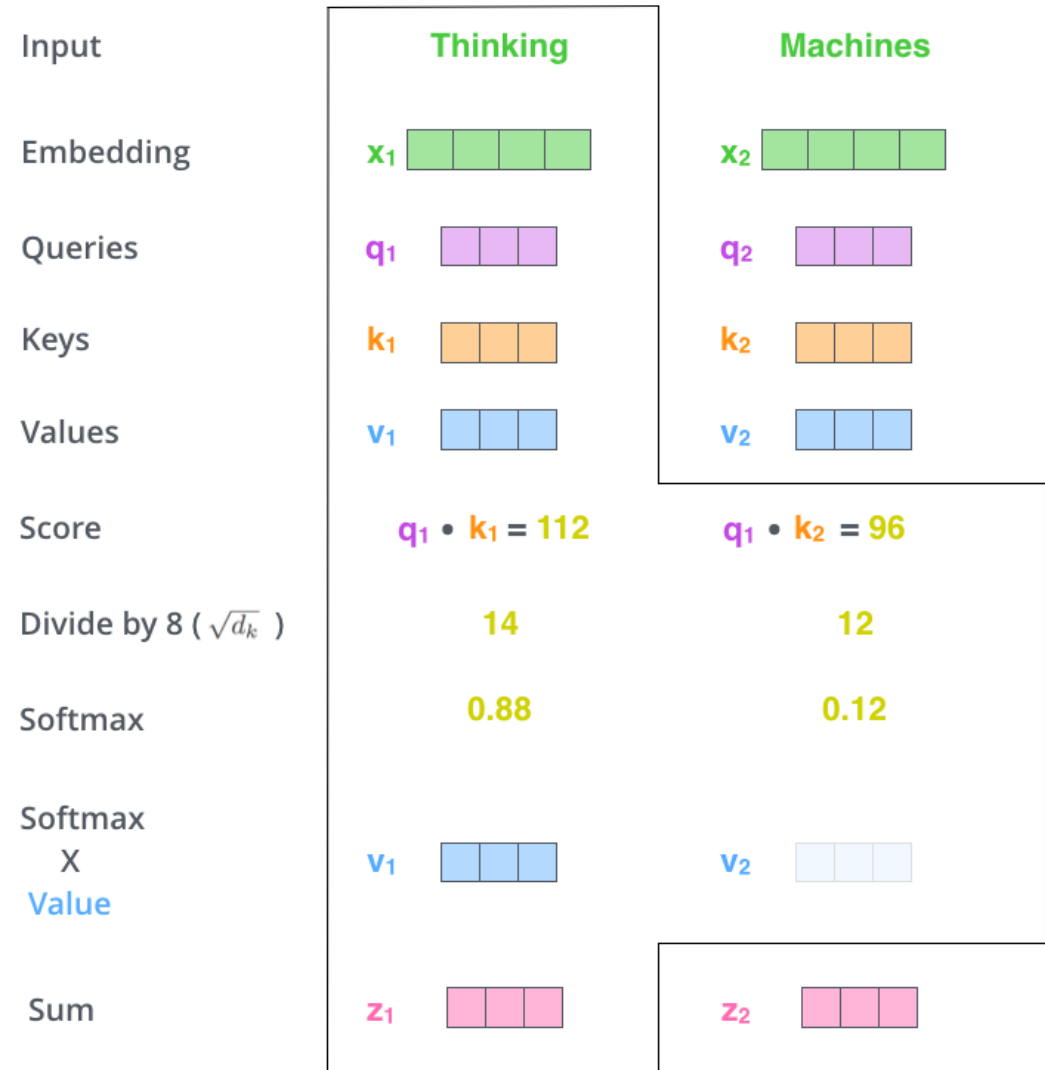 Input Thinking Machines
Embedding x₁ x₂
Queries q₁ q₂
Keys k₁ k₂
Values v₁ v₂
Score q₁ • k₁ = 112 q₁ • k₂ = 96
Divide by 8 ( √dₖ ) 14 12
Softmax 0.88 0.12
Softmax
X v₁ v₂
Value
Sum z₁ z₂